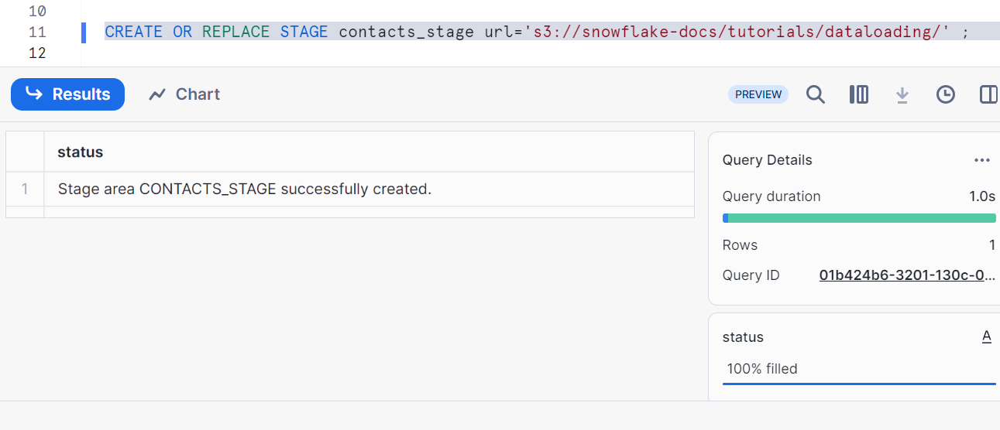 10
11 CREATE OR REPLACE STAGE contacts_stage url='s3://snowflake-docs/tutorials/dataloading/' ;
12
Results Chart PREVIEW
status
1 Stage area CONTACTS_STAGE successfully created.
Query Details ...
Query duration 1.0s
Rows 1
Query ID 01b424b6-3201-130c-0...
status A
100% filled